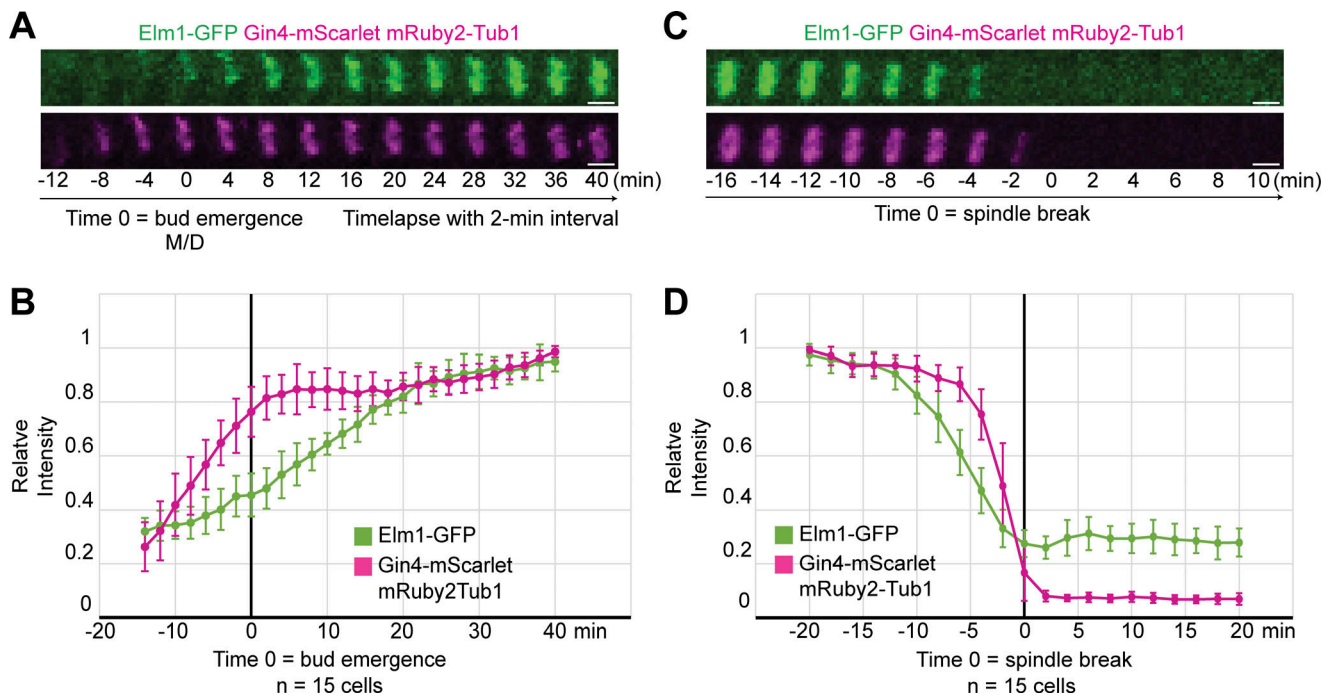 A
Elm1-GFP Gin4-mScarlet mRuby2-Tub1
-12 -8 -4 0 4 8 12 16 20 24 28 32 36 40 (min)
Time 0 = bud emergence
M/D
Timelapse with 2-min interval
C
Elm1-GFP Gin4-mScarlet mRuby2-Tub1
-16 -14 -12 -10 -8 -6 -4 -2 0 2 4 6 8 10 (min)
Time 0 = spindle break
B
Relatve
Intensity
1
0.8
0.6
0.4
0.2
0
Elm1-GFP
Gin4-mScarlet
mRuby2Tub1
-20 -10 0 10 20 30 40 min
Time 0 = bud emergence
n = 15 cells
D
Relatve
Intensity
1
0.8
0.6
0.4
0.2
0
Elm1-GFP
Gin4-mScarlet
mRuby2-Tub1
-20 -15 -10 -5 0 5 10 15 20 min
Time 0 = spindle break
n = 15 cells